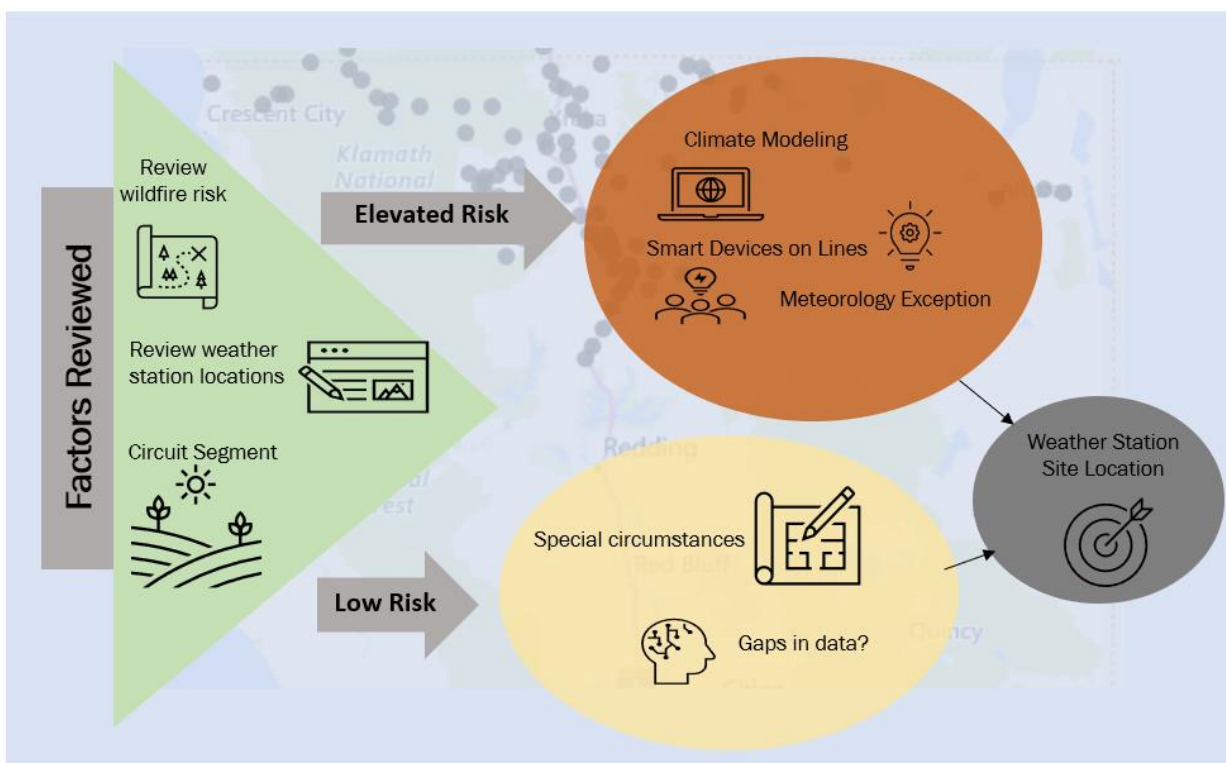 Factors Reviewed
Review
wildfire risk
Review weather
station locations
Circuit Segment
Elevated Risk
Low Risk
Climate Modeling
Smart Devices on Lines
Meteorology Exception
Special circumstances
Gaps in data?
Weather Station
Site Location
Crescent City
Klamath
National
Redding
Red Bluff
Quincy